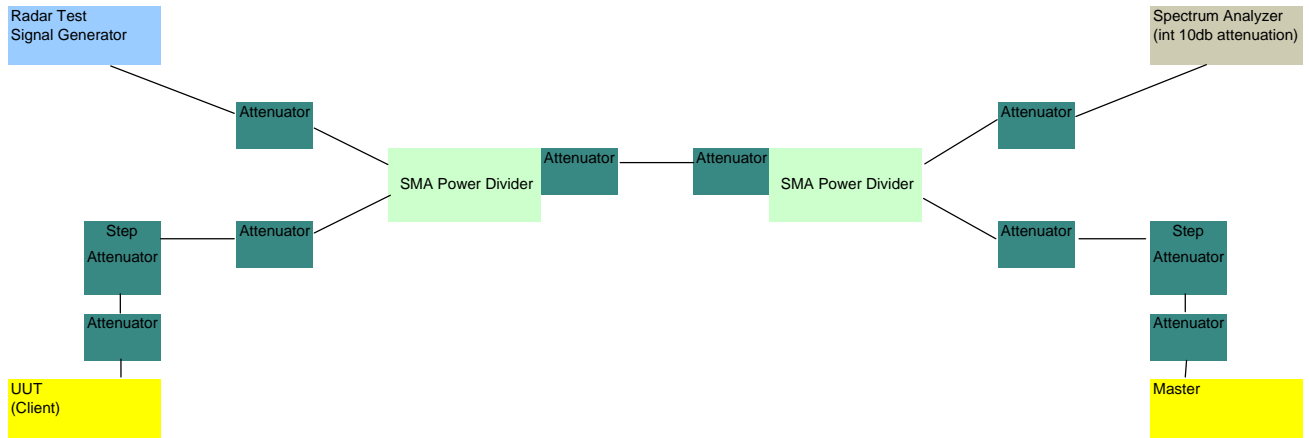 Radar Test
Signal Generator
Spectrum Analyzer
(int 10db attenuation)
Attenuator
Attenuator
SMA Power Divider
Attenuator
Attenuator
SMA Power Divider
Step
Attenuator
Attenuator
Attenuator
Step
Attenuator
Attenuator
Attenuator
UUT
(Client)
Master